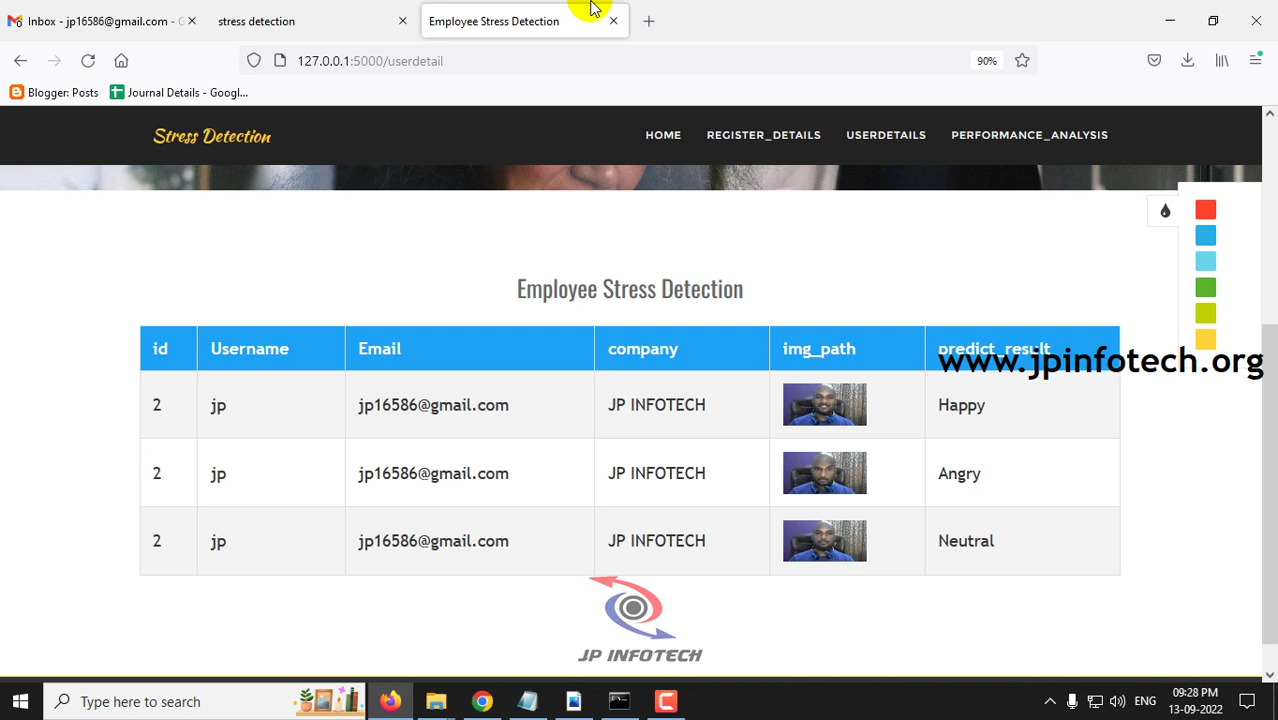 Inbox - jp16586@gmail.com - G
stress detection
Employee Stress Detection
127.0.0.1:5000/userdetail
90%
Blogger: Posts
Journal Details - Googl...
Stress Detection
HOME
REGISTER_DETAILS
USERDETAILS
PERFORMANCE_ANALYSIS
Employee Stress Detection
id Username Email company img_path predict_result
www.jpinfotech.org
2 jp jp16586@gmail.com JP INFOTECH Happy
2 jp jp16586@gmail.com JP INFOTECH Angry
2 jp jp16586@gmail.com JP INFOTECH Neutral
JP INFOTECH
Type here to search
ENG
09:28 PM
13-09-2022